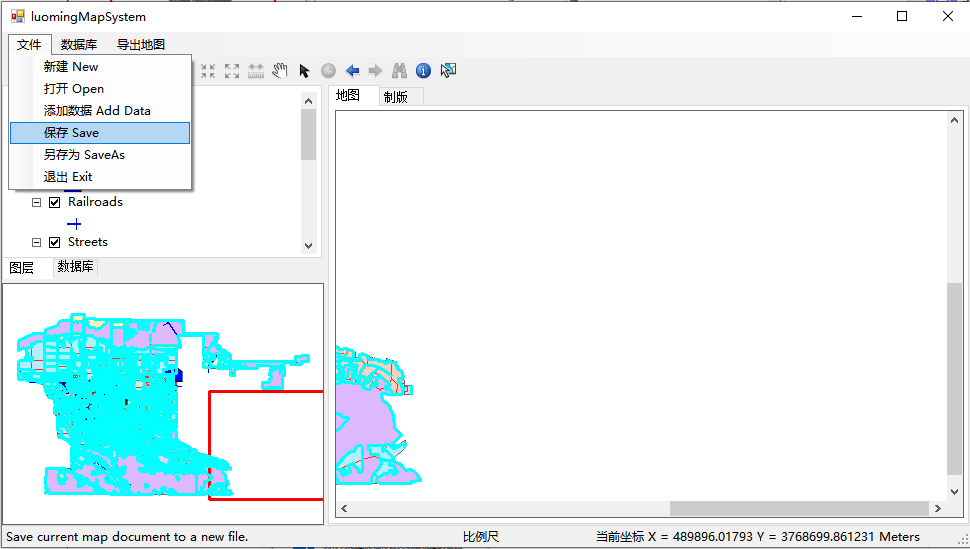 luomingMapSystem
文件 数据库 导出地图
新建 New
打开 Open
添加数据 Add Data
保存 Save
另存为 SaveAs
退出 Exit
地图 制版
Railroads
Streets
图层 数据库
Save current map document to a new file. 比例尺 当前坐标 X = 489896.01793 Y = 3768699.861231 Meters